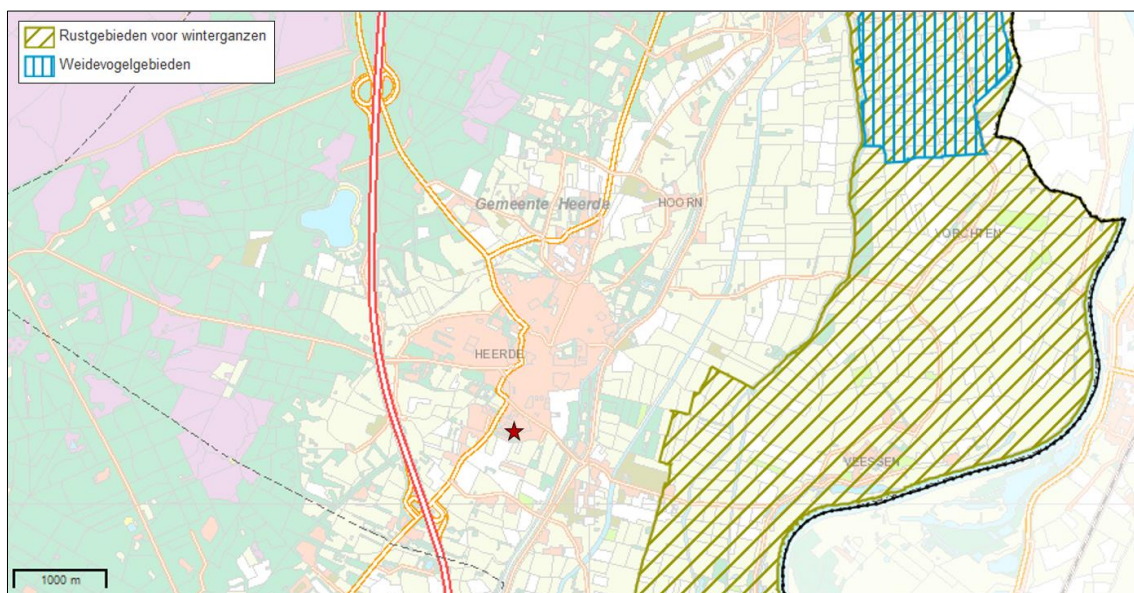 Rustgebieden voor winterganzen
Weidevogelgebieden
Gemeente Heerde
HOORN
VORCHTEN
HEERDE
VEESSEN
1000 m